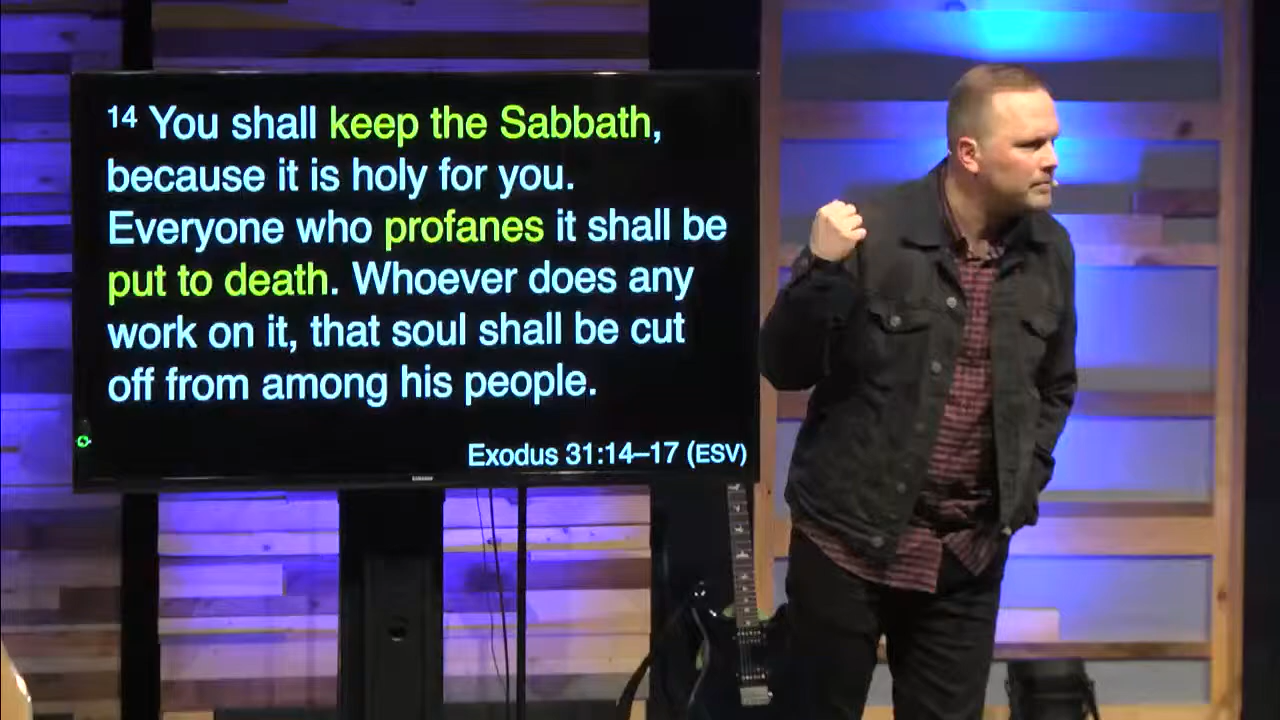 14 You shall keep the Sabbath,
because it is holy for you.
Everyone who profanes it shall be
put to death. Whoever does any
work on it, that soul shall be cut
off from among his people.
Exodus 31:14–17 (ESV)